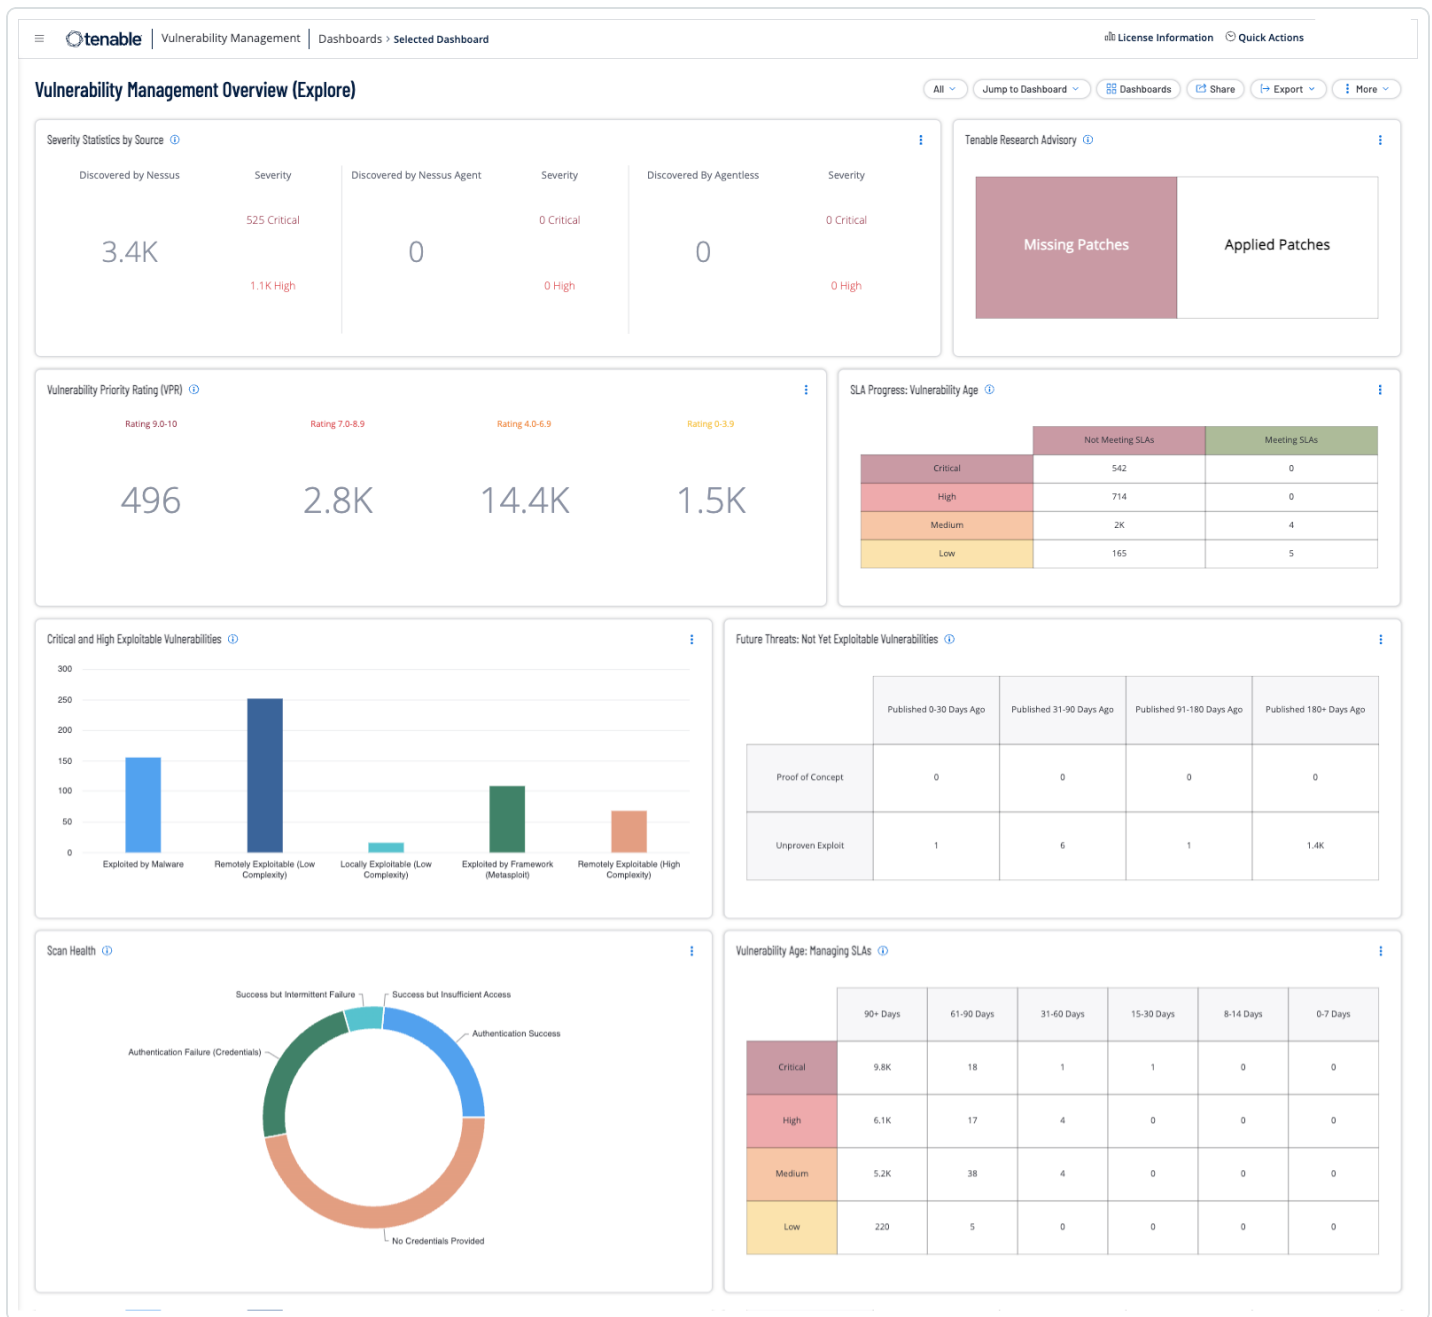 tenable Vulnerability Management Dashboards > Selected Dashboard License Information Quick Actions
Vulnerability Management Overview (Explore) All Jump to Dashboard Dashboards Share Export More
Severity Statistics by Source
Discovered by Nessus Severity Discovered by Nessus Agent Severity Discovered By Agentless Severity
525 Critical 0 Critical 0 Critical
3.4K 0 0
1.1K High 0 High 0 High
Tenable Research Advisory
Missing Patches Applied Patches
Vulnerability Priority Rating (VPR)
Rating 9.0-10 Rating 7.0-8.9 Rating 4.0-6.9 Rating 0-3.9
496 2.8K 14.4K 1.5K
SLA Progress: Vulnerability Age
Not Meeting SLAs Meeting SLAs
Critical 542 0
High 714 0
Medium 2K 4
Low 165 5
Critical and High Exploitable Vulnerabilities
300
250
200
150
100
50
0
Exploited by Malware Remotely Exploitable (Low Locally Exploitable (Low Exploited by Framework Remotely Exploitable (High
Complexity) Complexity) (Metasploit) Complexity)
Future Threats: Not Yet Exploitable Vulnerabilities
Published 0-30 Days Ago Published 31-90 Days Ago Published 91-180 Days Ago Published 180+ Days Ago
Proof of Concept 0 0 0 0
Unproven Exploit 1 6 1 1.4K
Scan Health
Success but Intermittent Failure Success but Insufficient Access
Authentication Success
Authentication Failure (Credentials)
No Credentials Provided
Vulnerability Age: Managing SLAs
90+ Days 61-90 Days 31-60 Days 15-30 Days 8-14 Days 0-7 Days
Critical 9.8K 18 1 1 0 0
High 6.1K 17 4 0 0 0
Medium 5.2K 38 4 0 0 0
Low 220 5 0 0 0 0